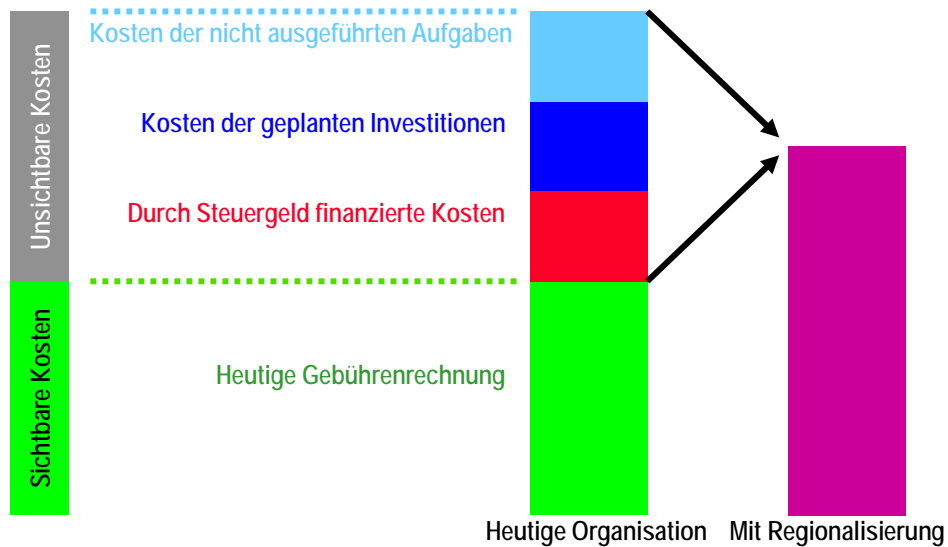 Kosten der nicht ausgeführten Aufgaben
Unsichtbare Kosten
Kosten der geplanten Investitionen
Durch Steuergeld finanzierte Kosten
Sichtbare Kosten
Heutige Gebührenrechnung
Heutige Organisation
Mit Regionalisierung